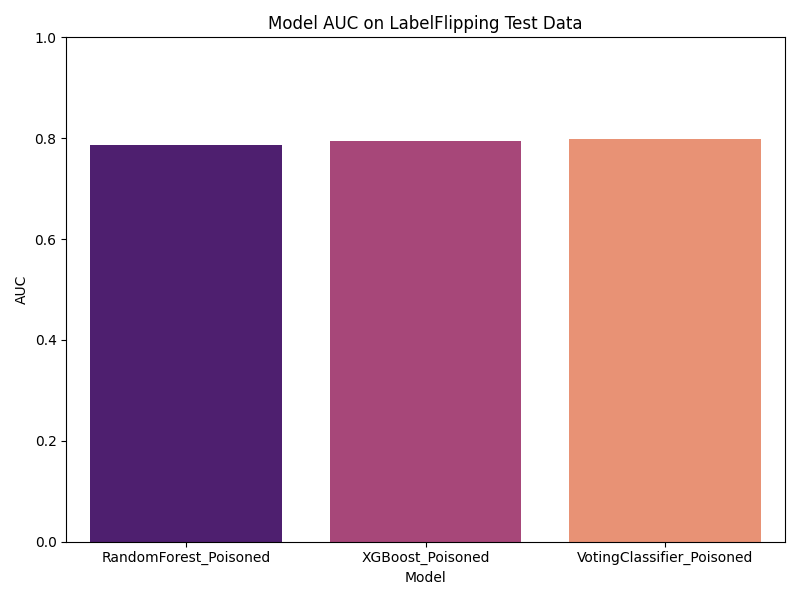 Model AUC on LabelFlipping Test Data
1.0
0.8
0.6
0.4
0.2
0.0
AUC
RandomForest_Poisoned XGBoost_Poisoned VotingClassifier_Poisoned
Model